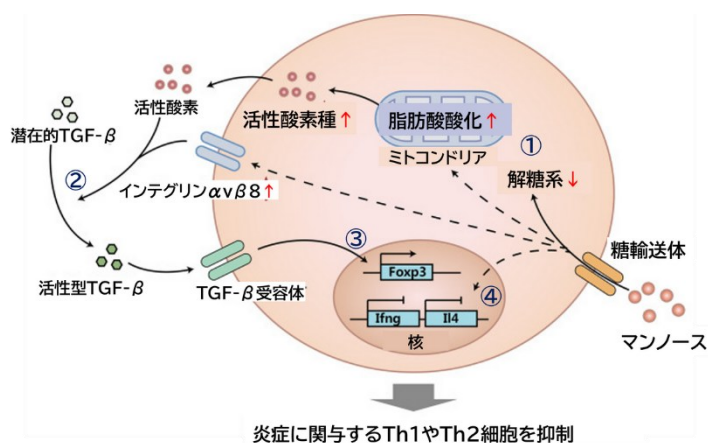 活性酸素
潜在的TGF-β
活性酸素種↑
脂肪酸酸化↑
ミトコンドリア
①
解糖系↓
②
インテグリンαvβ8↑
糖輸送体
活性型TGF-β
TGF-β受容体
③
Foxp3
④
Ifng
Il4
核
マンノース
炎症に関与するTh1やTh2細胞を抑制